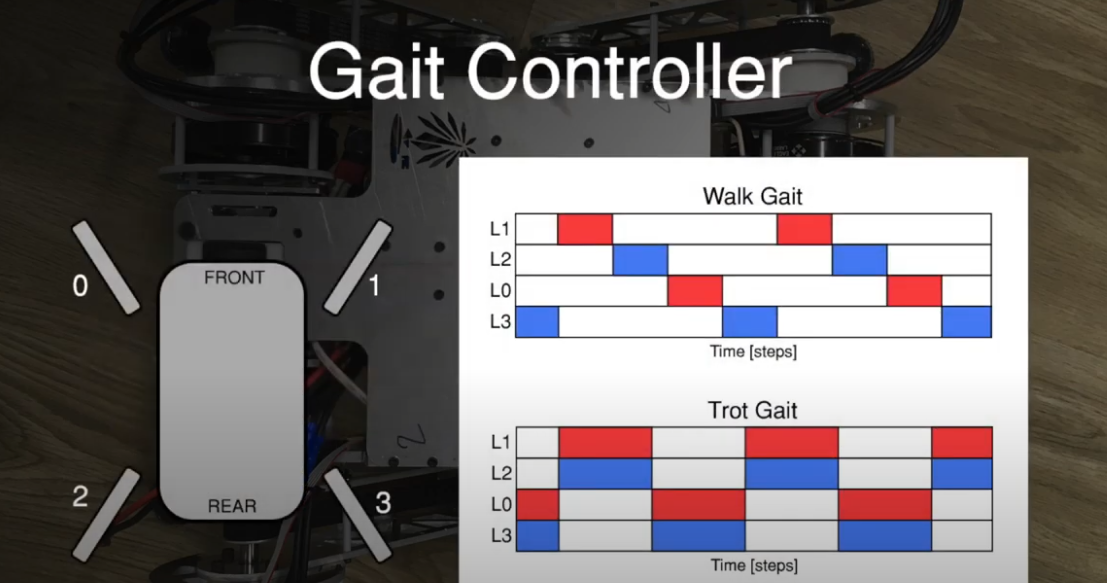 Gait Controller
0
1
FRONT
REAR
2
3
Walk Gait
L1
L2
L0
L3
Time [steps]
Trot Gait
L1
L2
L0
L3
Time [steps]
2